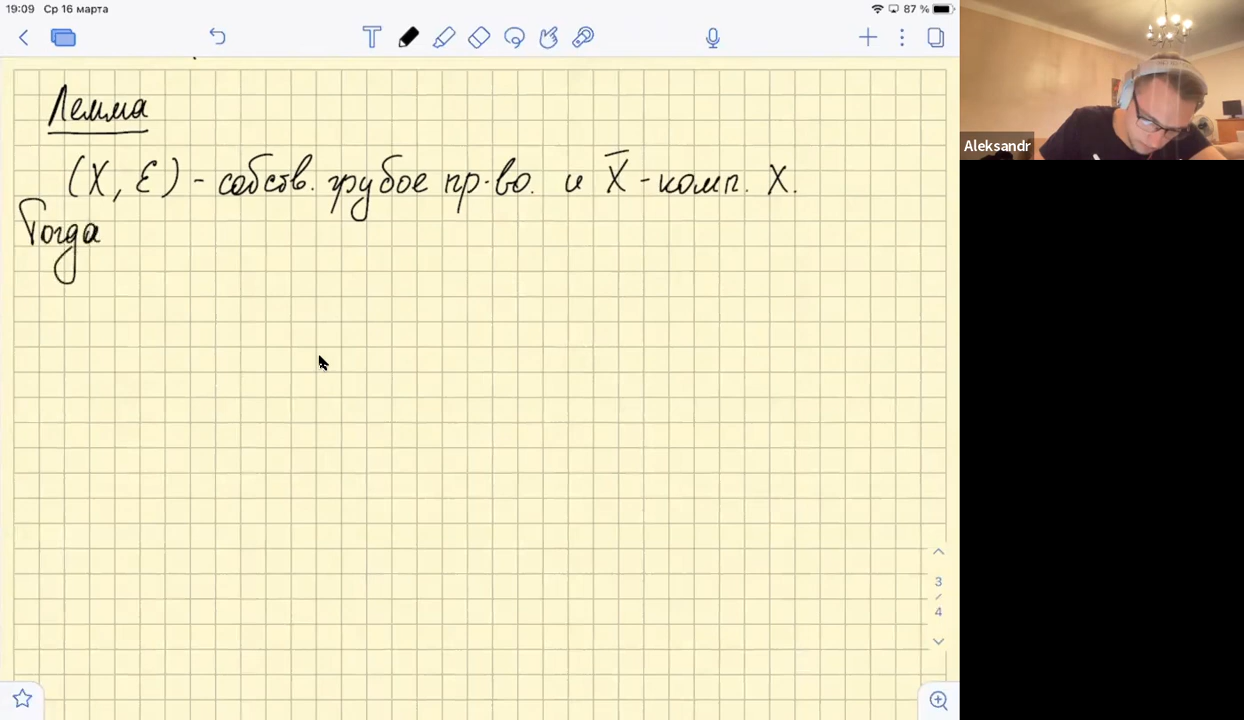 19:09 Ср 16 марта
87 %
Лемма
(X, Ɛ) - собств. грубое пр-во. и X̅ - комп. X.
Тогда
3
4
Aleksandr